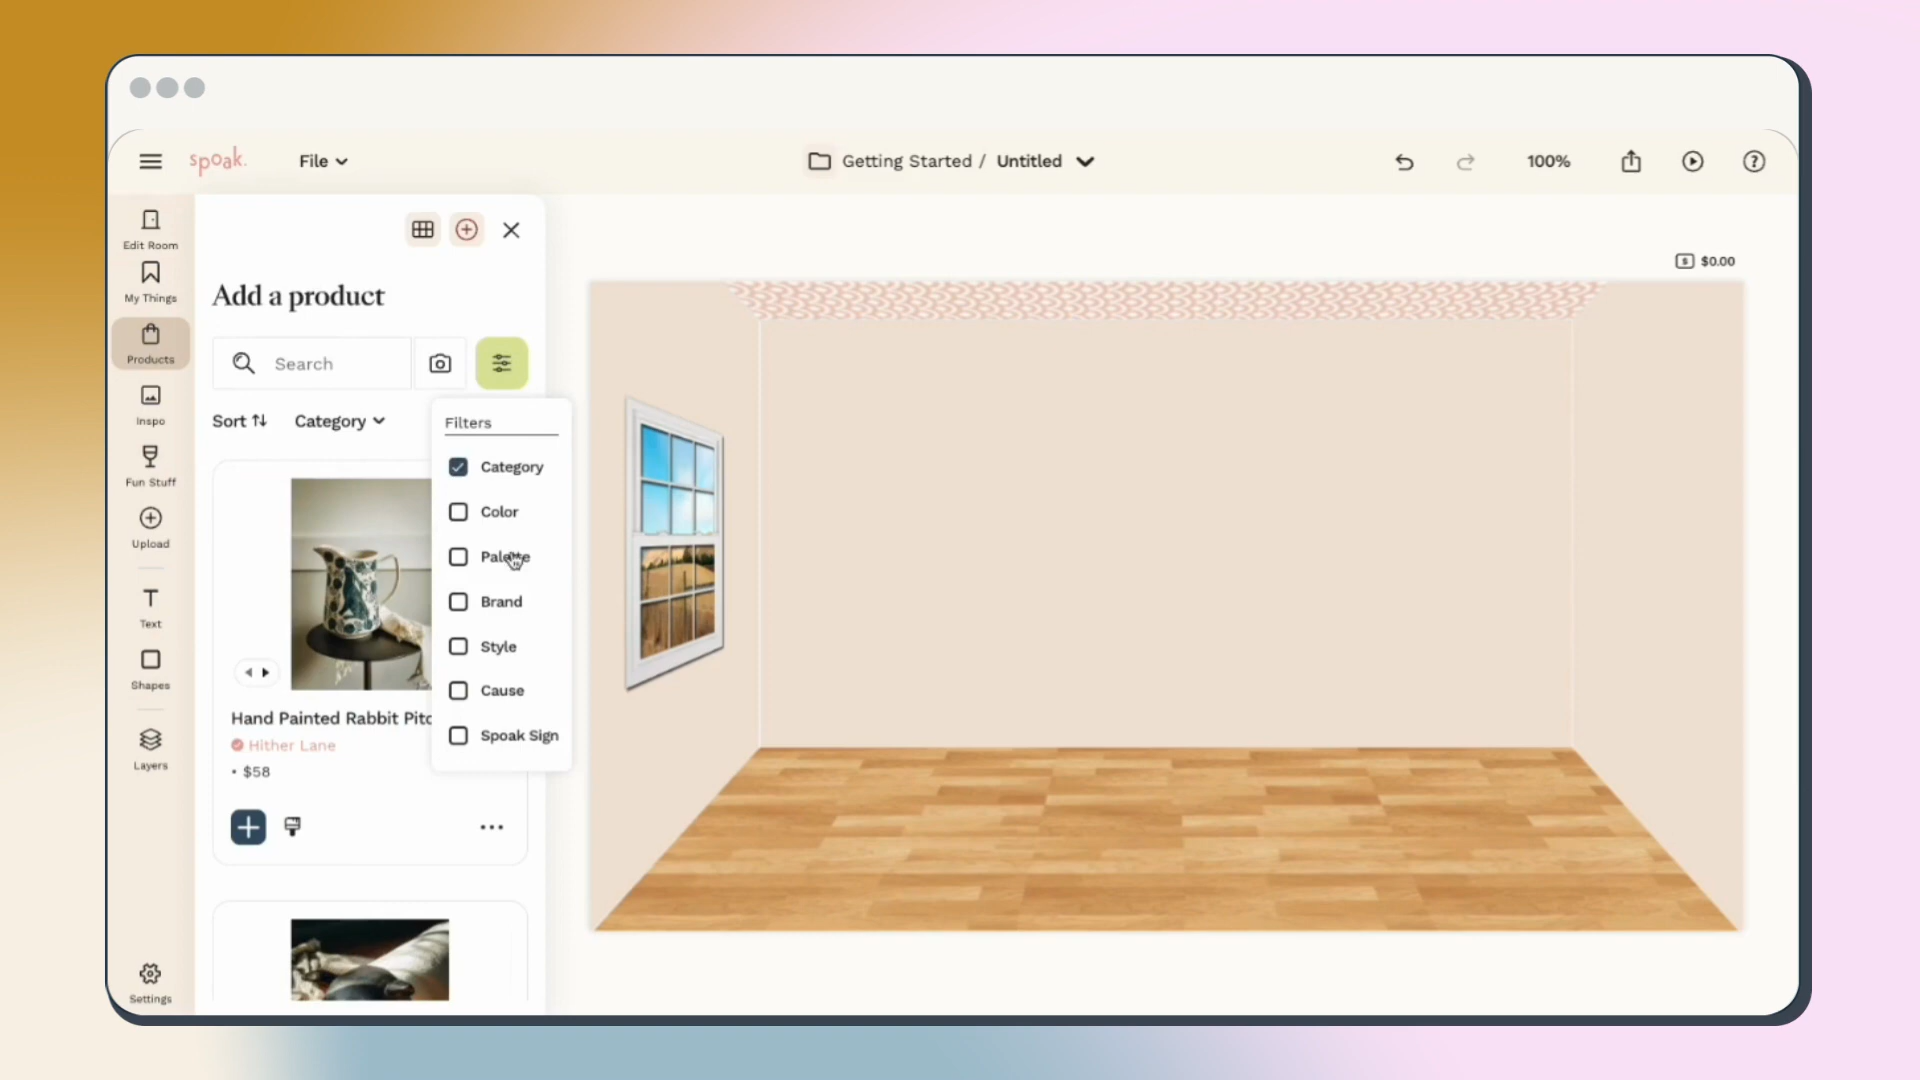 spoak.
File
Getting Started / Untitled
100%
$0.00
Edit Room
My Things
Products
Inspo
Fun Stuff
Upload
Text
Shapes
Layers
Settings
Add a product
Search
Sort
Category
Filters
Category
Color
Palette
Brand
Style
Cause
Spoak Sign
Hand Painted Rabbit Pitc
Hither Lane
• $58